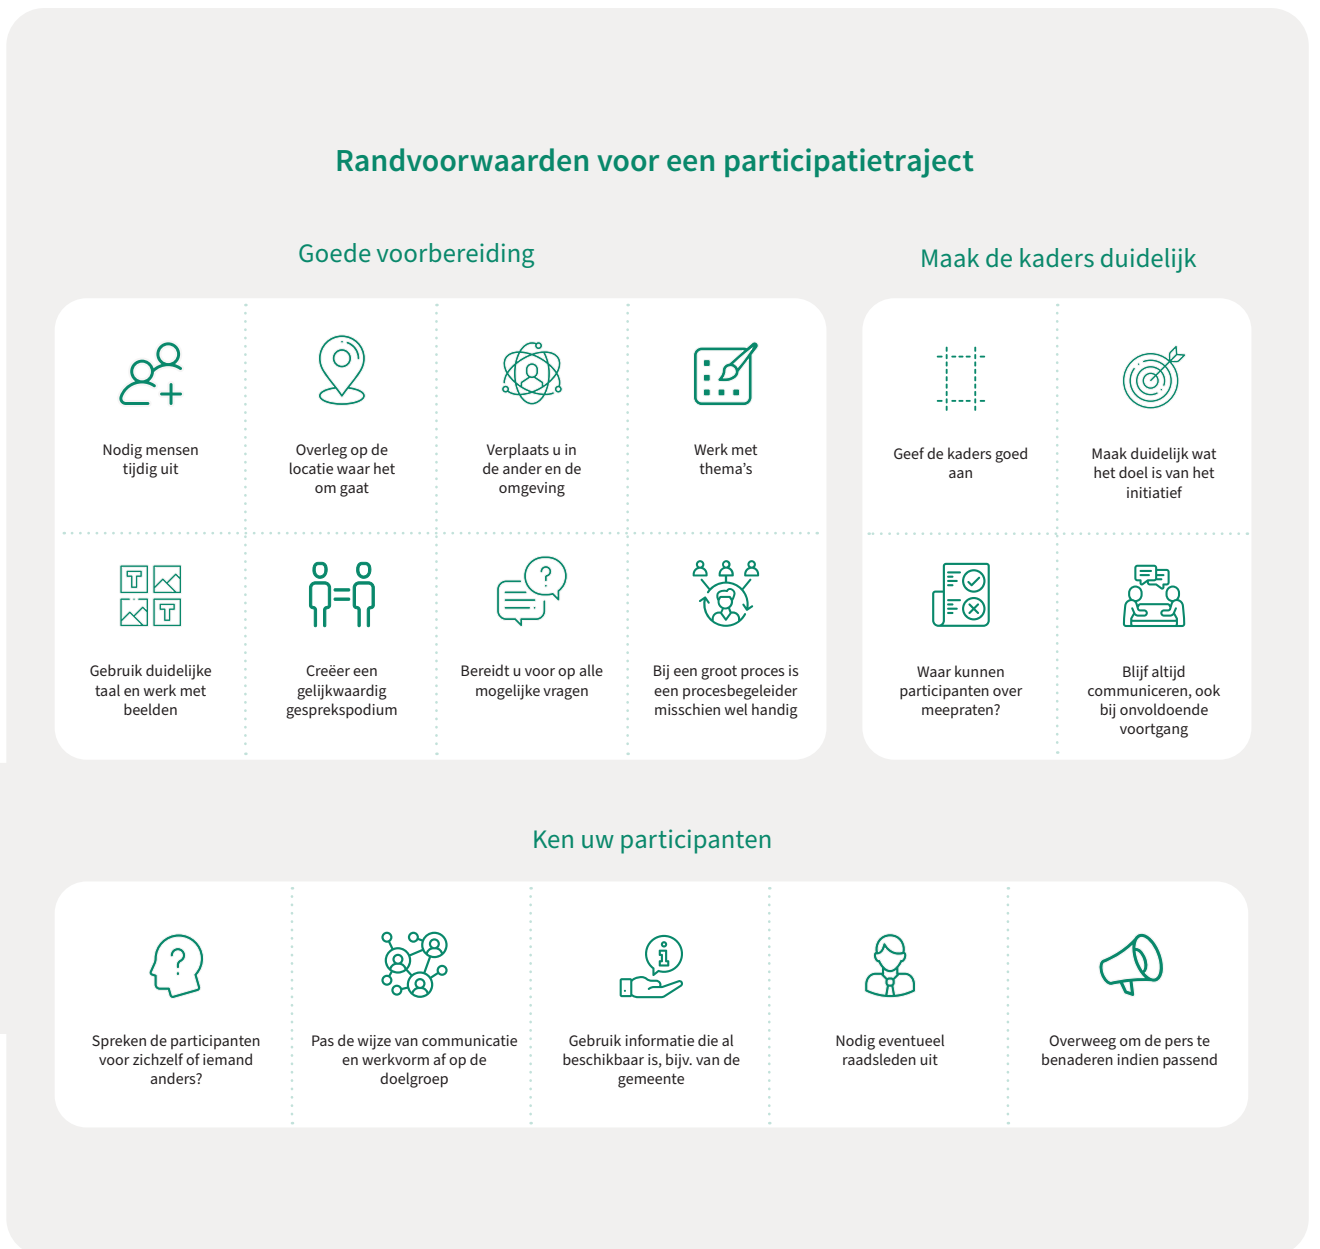 Randvoorwaarden voor een participatietraject
Goede voorbereiding
Nodig mensen
tijdig uit
Overleg op de
locatie waar het
om gaat
Verplaats u in
de ander en de
omgeving
Werk met
thema’s
Gebruik duidelijke
taal en werk met
beelden
Creëer een
gelijkwaardig
gesprekspodium
Bereidt u voor op alle
mogelijke vragen
Bij een groot proces is
een procesbegeleider
misschien wel handig
Maak de kaders duidelijk
Geef de kaders goed
aan
Maak duidelijk wat
het doel is van het
initiatief
Waar kunnen
participanten over
meepraten?
Blijf altijd
communiceren, ook
bij onvoldoende
voortgang
Ken uw participanten
Spreken de participanten
voor zichzelf of iemand
anders?
Pas de wijze van communicatie
en werkvorm af op de
doelgroep
Gebruik informatie die al
beschikbaar is, bijv. van de
gemeente
Nodig eventueel
raadsleden uit
Overweeg om de pers te
benaderen indien passend